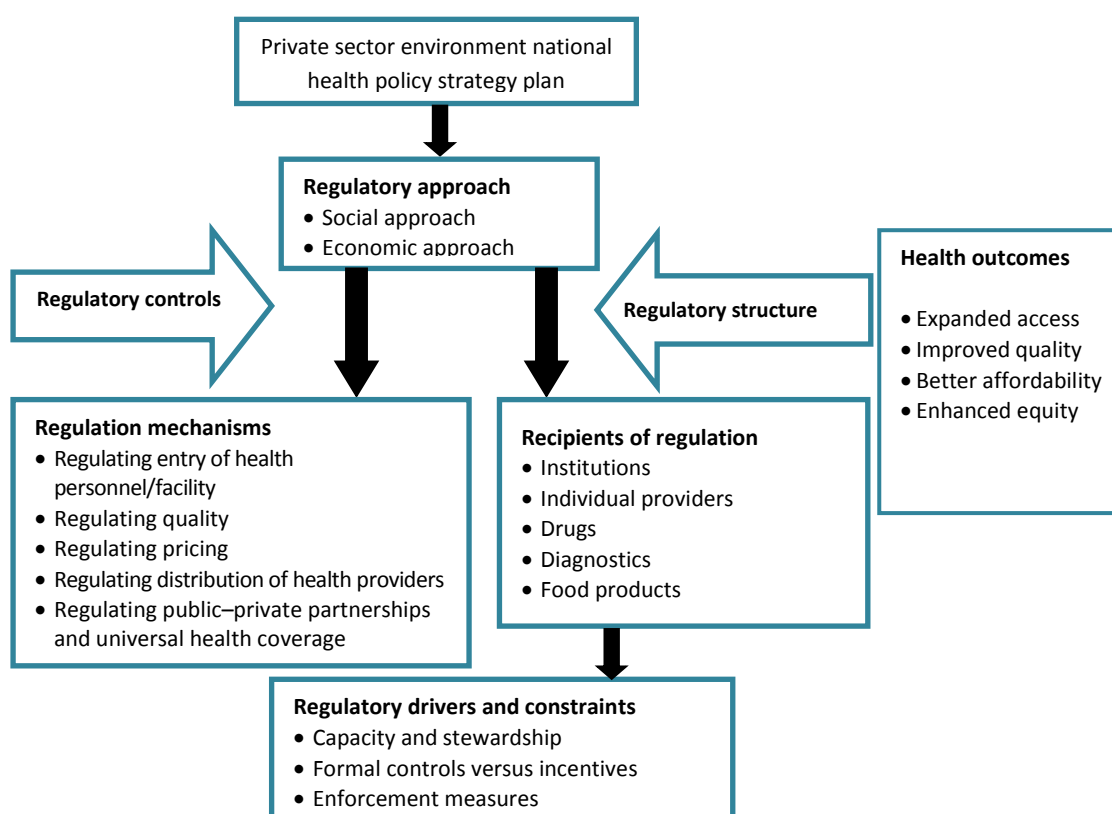 Private sector environment national
health policy strategy plan
Regulatory approach
• Social approach
• Economic approach
Regulatory controls
Regulatory structure
Health outcomes
• Expanded access
• Improved quality
• Better affordability
• Enhanced equity
Regulation mechanisms
• Regulating entry of health
personnel/facility
• Regulating quality
• Regulating pricing
• Regulating distribution of health providers
• Regulating public–private partnerships
and universal health coverage
Recipients of regulation
• Institutions
• Individual providers
• Drugs
• Diagnostics
• Food products
Regulatory drivers and constraints
• Capacity and stewardship
• Formal controls versus incentives
• Enforcement measures